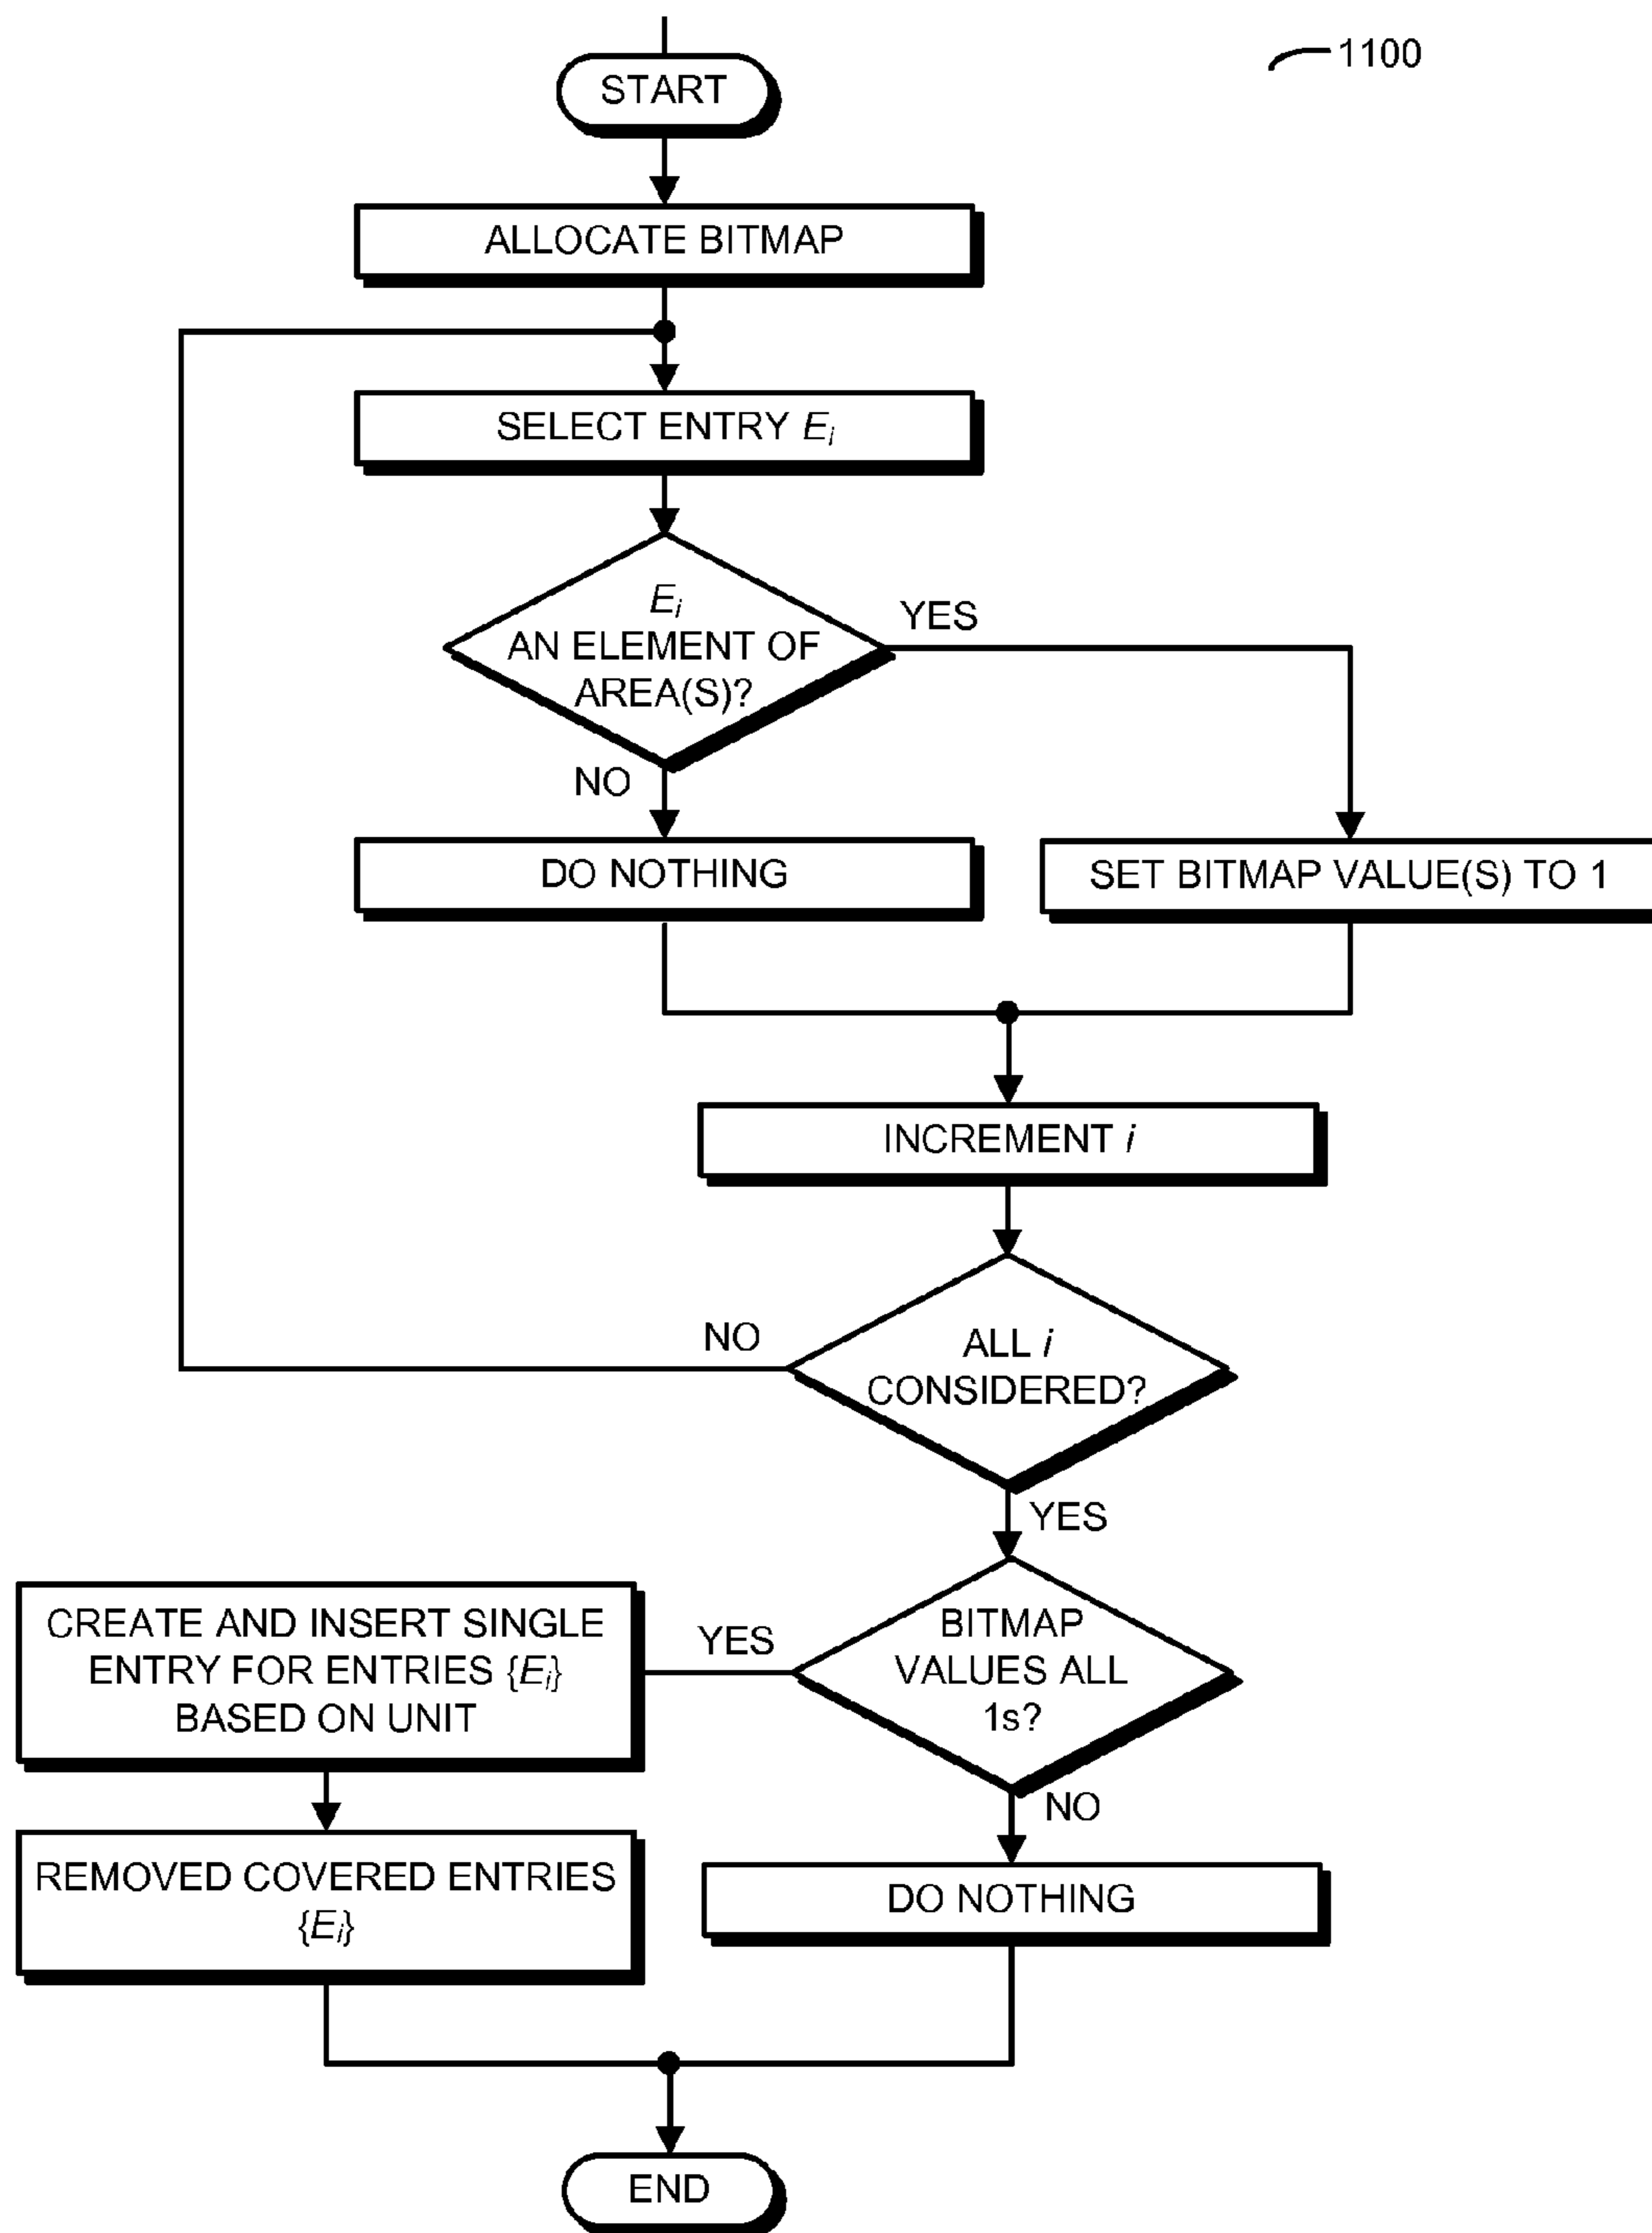 1100
START
ALLOCATE BITMAP
SELECT ENTRY Ei
Ei
AN ELEMENT OF
AREA(S)?
YES
NO
DO NOTHING
SET BITMAP VALUE(S) TO 1
INCREMENT i
ALL i
CONSIDERED?
NO
YES
BITMAP
VALUES ALL
1s?
YES
CREATE AND INSERT SINGLE
ENTRY FOR ENTRIES {Ei}
BASED ON UNIT
NO
REMOVED COVERED ENTRIES
{Ei}
DO NOTHING
END